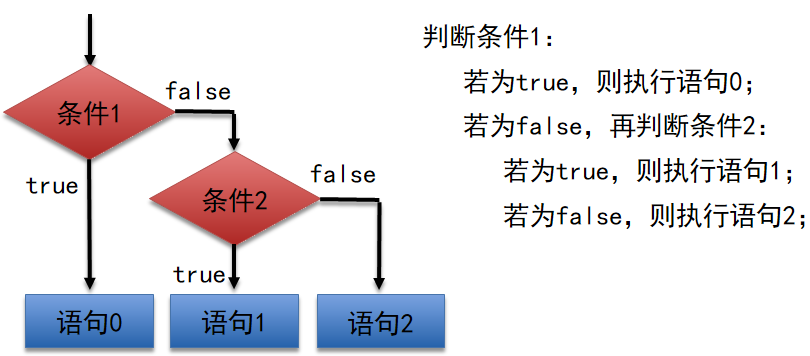 条件1
false
true
条件2
false
true
语句0
语句1
语句2
判断条件1：
若为true，则执行语句0；
若为false，再判断条件2：
若为true，则执行语句1；
若为false，则执行语句2；